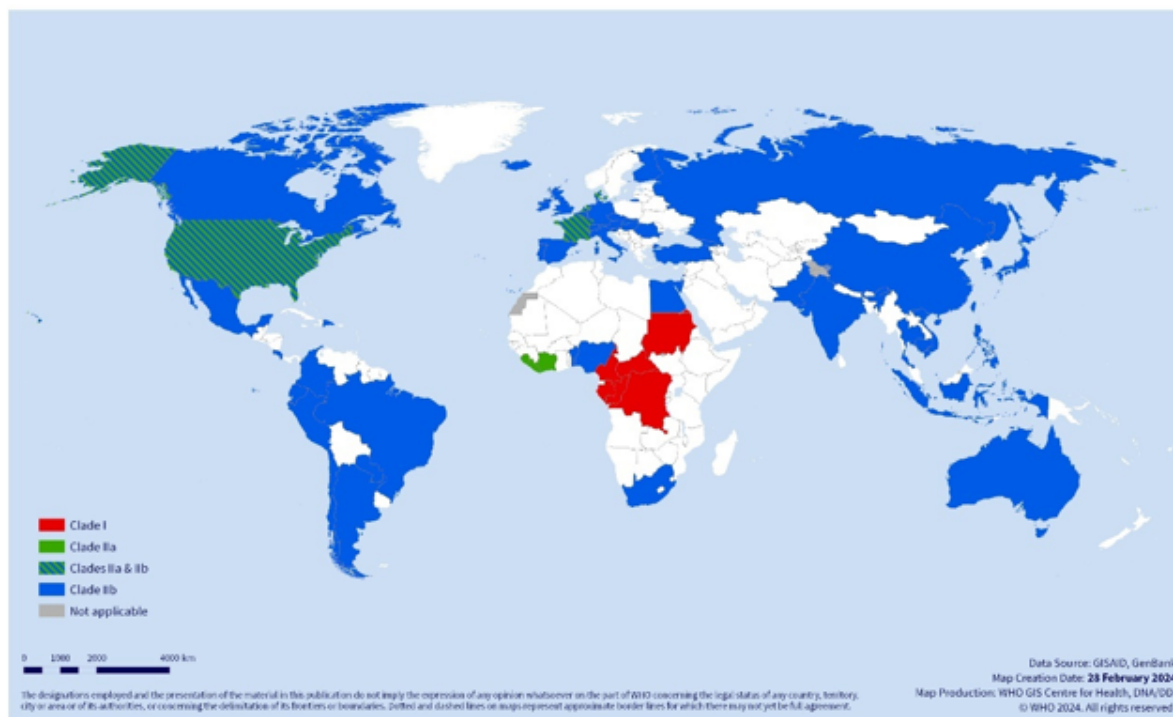 Clade I
Clade IIa
Clades IIa & IIb
Clade IIb
Not applicable
0 1000 2000 4000 km
Data Source: GISAID, GenBank
Map Creation Date: 28 February 2024
Map Production: WHO GIS Centre for Health, DNA/DDI
© WHO 2024. All rights reserved.
The designations employed and the presentation of the material in this publication do not imply the expression of any opinion whatsoever on the part of WHO concerning the legal status of any country, territory,
city or area or of its authorities, or concerning the delimitation of its frontiers or boundaries. Dotted and dashed lines on maps represent approximate border lines for which there may not yet be full agreement.